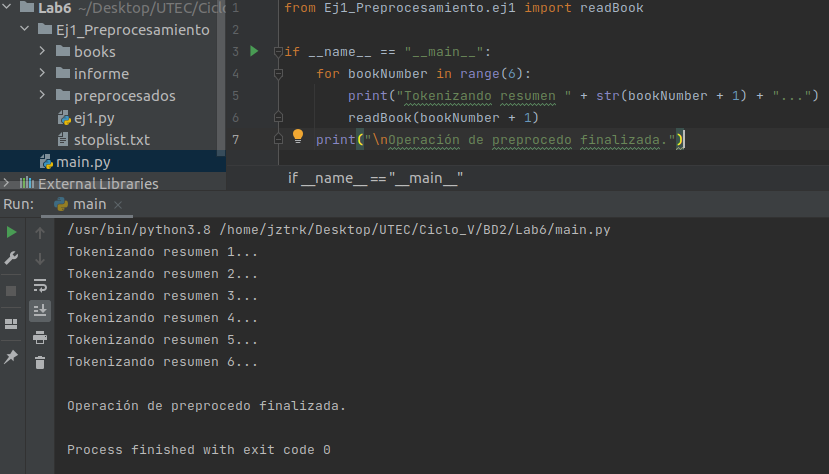 Lab6 ~/Desktop/UTEC/Ciclo
Ej1_Preprocesamiento
books
informe
preprocesados
ej1.py
stoplist.txt
main.py
External Libraries
1 from Ej1_Preprocesamiento.ej1 import readBook
2
3 if __name__ == "__main__":
4 for bookNumber in range(6):
5 print("Tokenizando resumen " + str(bookNumber + 1) + "...")
6 readBook(bookNumber + 1)
7 print("\nOperación de preprocedo finalizada.")
if __name__ == "__main__"
Run: main
/usr/bin/python3.8 /home/jztrk/Desktop/UTEC/Ciclo_V/BD2/Lab6/main.py
Tokenizando resumen 1...
Tokenizando resumen 2...
Tokenizando resumen 3...
Tokenizando resumen 4...
Tokenizando resumen 5...
Tokenizando resumen 6...
Operación de preprocedo finalizada.
Process finished with exit code 0